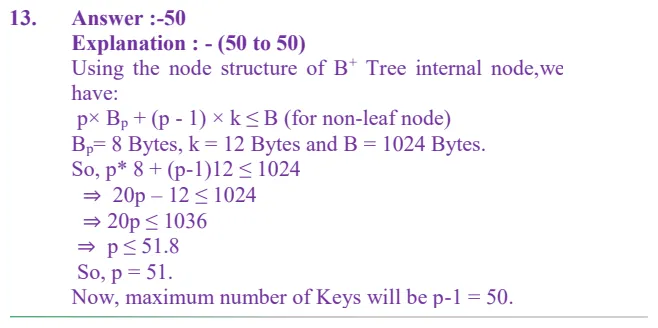 13. Answer :-50
Explanation : - (50 to 50)
Using the node structure of B⁺ Tree internal node,we
have:
p× Bₚ + (p - 1) × k ≤ B (for non-leaf node)
Bₚ= 8 Bytes, k = 12 Bytes and B = 1024 Bytes.
So, p* 8 + (p-1)12 ≤ 1024
⇒ 20p – 12 ≤ 1024
⇒ 20p ≤ 1036
⇒ p ≤ 51.8
So, p = 51.
Now, maximum number of Keys will be p-1 = 50.